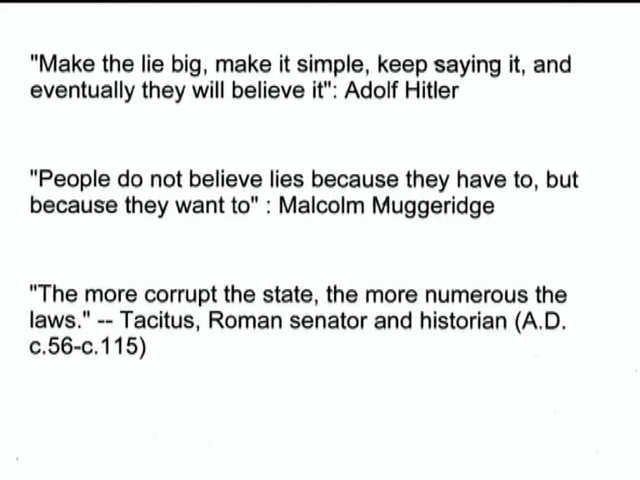 "Make the lie big, make it simple, keep saying it, and
eventually they will believe it": Adolf Hitler
"People do not believe lies because they have to, but
because they want to" : Malcolm Muggeridge
"The more corrupt the state, the more numerous the
laws." -- Tacitus, Roman senator and historian (A.D.
c.56-c.115)